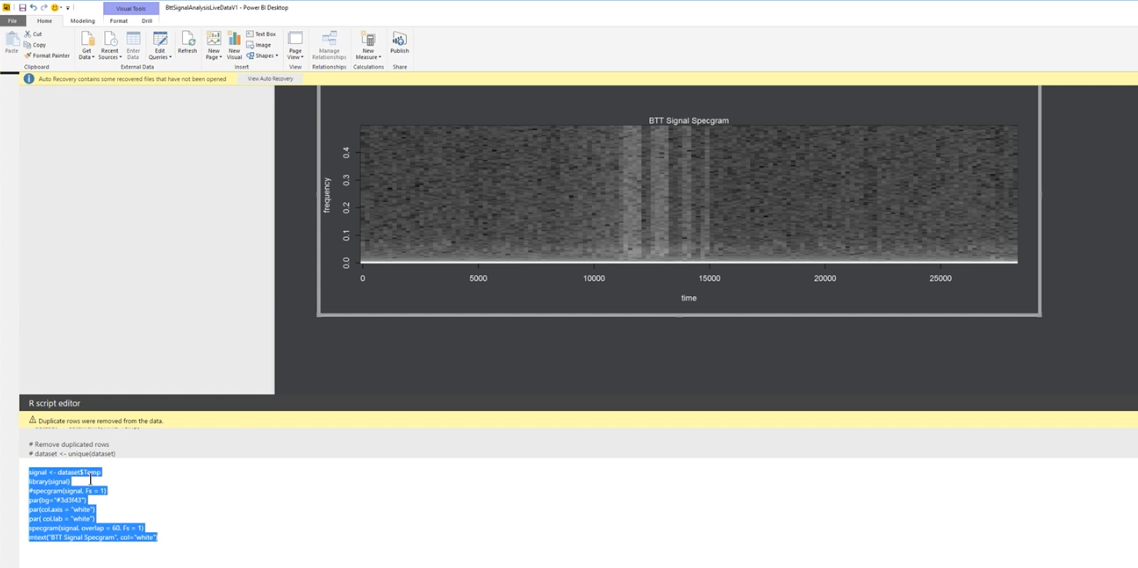 Visual Tools
BttSignalAnalysisLiveDataV1 - Power BI Desktop
File Home Modeling Format Drill
Paste
Cut
Copy
Format Painter
Get Data
Recent Sources
Enter Data
Edit Queries
Refresh
New Page
New Visual
Text Box
Image
Shapes
Page View
Manage Relationships
New Measure
Publish
Clipboard External Data Insert View Relationships Calculations Share
Auto Recovery contains some recovered files that have not been opened View Auto Recovery
BTT Signal Specgram
frequency
0.4
0.3
0.2
0.1
0.0
0 5000 10000 15000 20000 25000
time
R script editor
Duplicate rows were removed from the data.
# Remove duplicated rows
# dataset <- unique(dataset)
signal <- dataset$Temp
library(signal)
#specgram(signal, Fs = 1)
par(bg="#3d3f43")
par(col.axis = "white")
par( col.lab = "white")
specgram(signal, overlap = 60, Fs = 1)
mtext("BTT Signal Specgram", col="white")